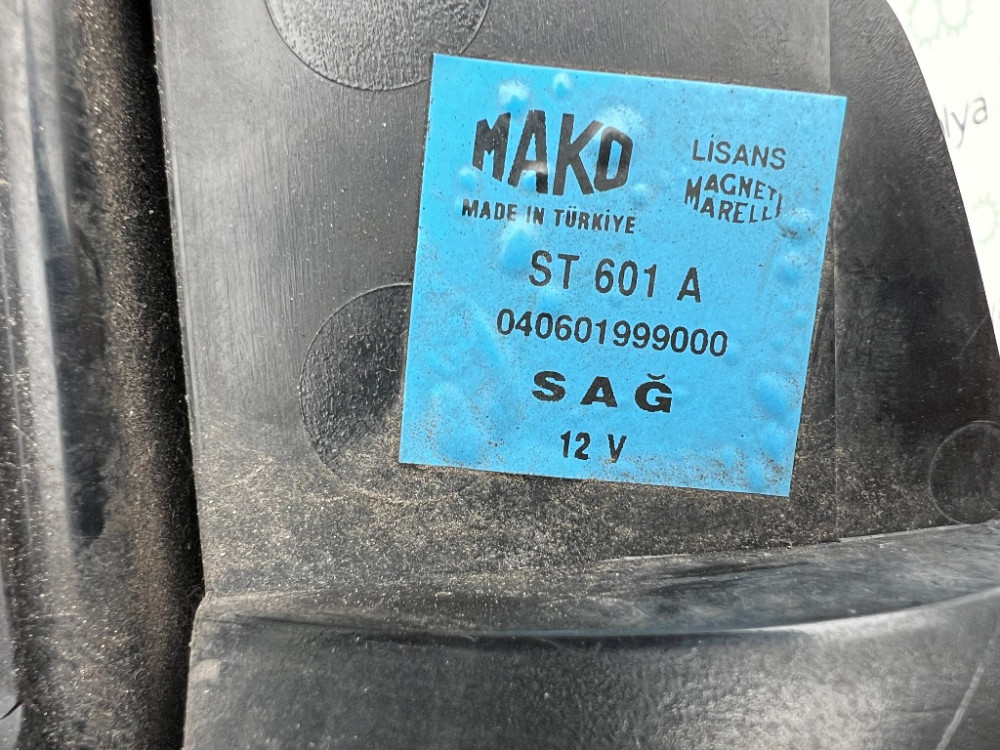 MAKO
MADE IN TÜRKİYE
LİSANS
MAGNETI
MARELLI
ST 601 A
040601999000
SAĞ
12 V